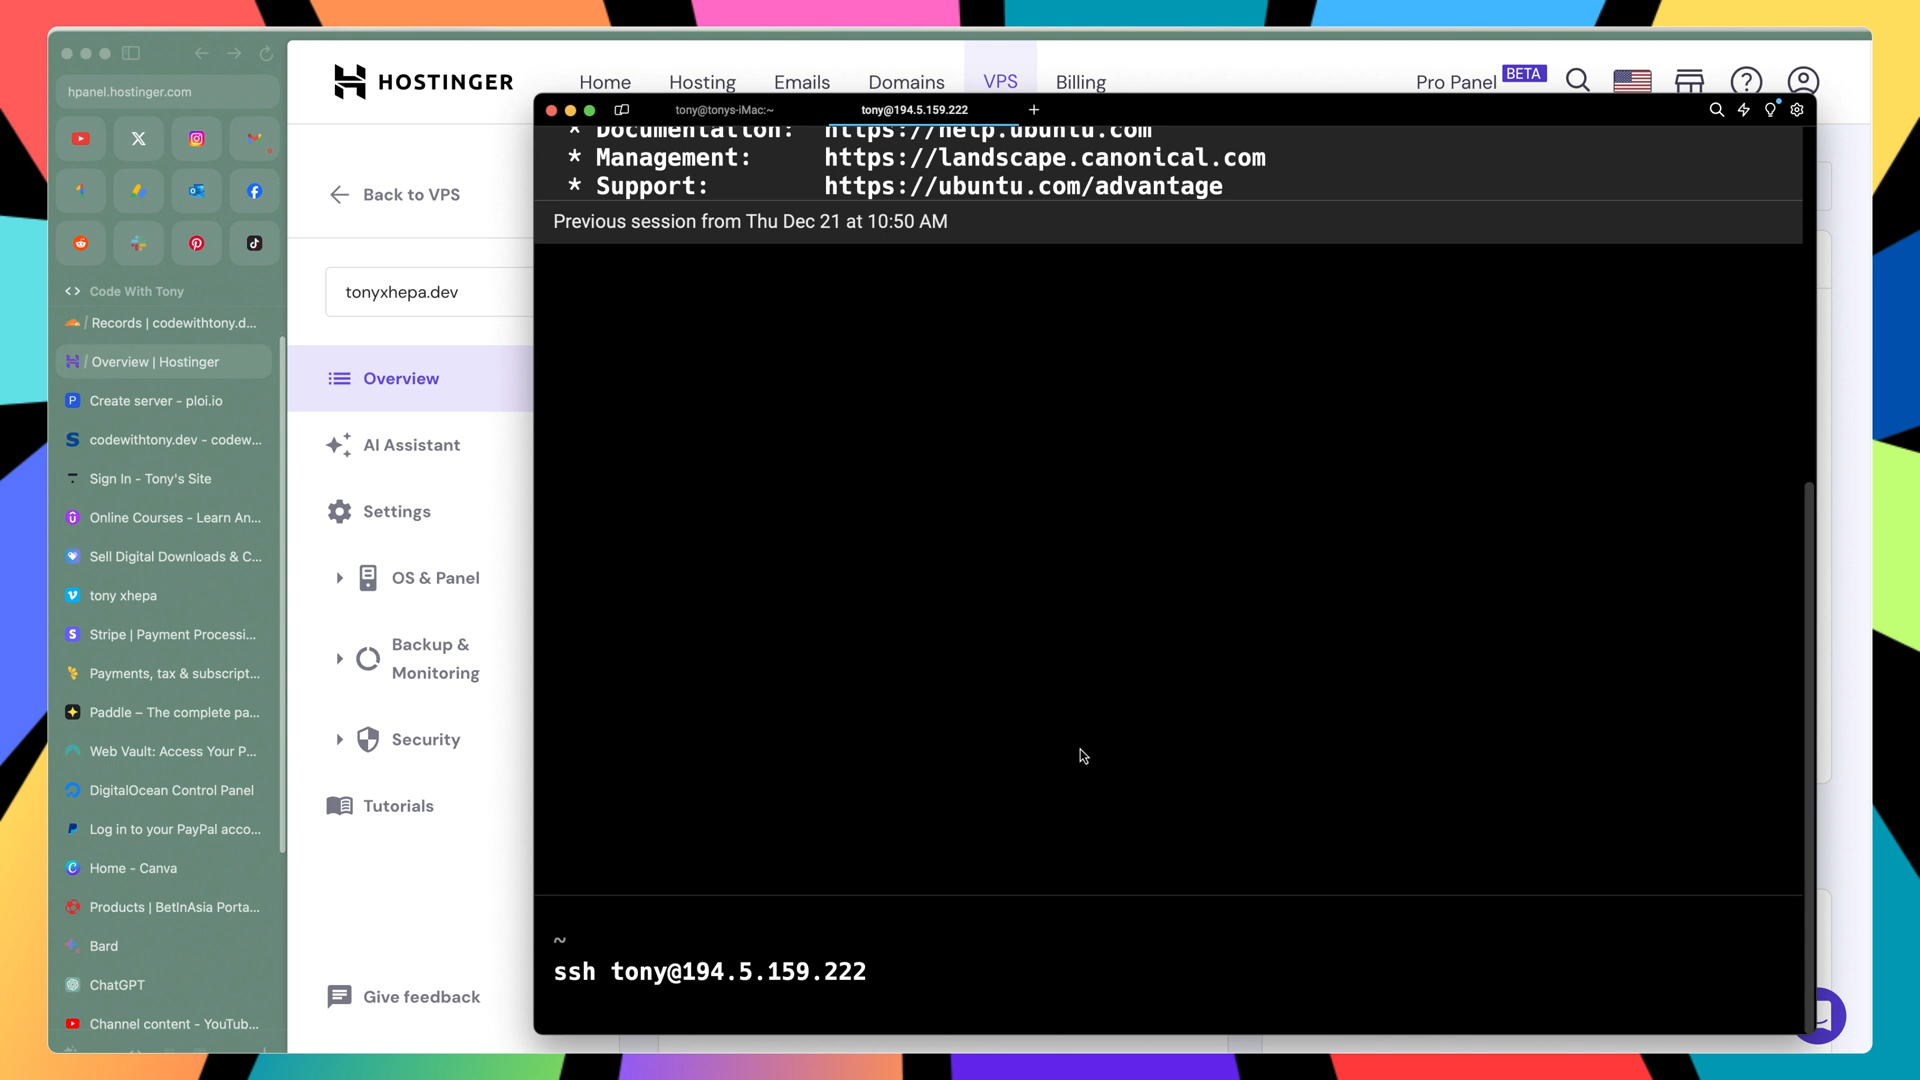 hpanel.hostinger.com
Code With Tony
/ Records | codewithtony.d...
/ Overview | Hostinger
Create server - ploi.io
codewithtony.dev - codew...
Sign In - Tony's Site
Online Courses - Learn An...
Sell Digital Downloads & C...
tony xhepa
Stripe | Payment Processi...
Payments, tax & subscript...
Paddle – The complete pa...
Web Vault: Access Your P...
DigitalOcean Control Panel
Log in to your PayPal acco...
Home - Canva
Products | BetInAsia Porta...
Bard
ChatGPT
Channel content - YouTub...
HOSTINGER
Home
Hosting
Emails
Domains
VPS
Billing
Pro Panel
BETA
Back to VPS
tonyxhepa.dev
Overview
AI Assistant
Settings
OS & Panel
Backup &
Monitoring
Security
Tutorials
Give feedback
tony@tonys-iMac:~
tony@194.5.159.222
* Documentation: https://help.ubuntu.com
* Management: https://landscape.canonical.com
* Support: https://ubuntu.com/advantage
Previous session from Thu Dec 21 at 10:50 AM
~
ssh tony@194.5.159.222